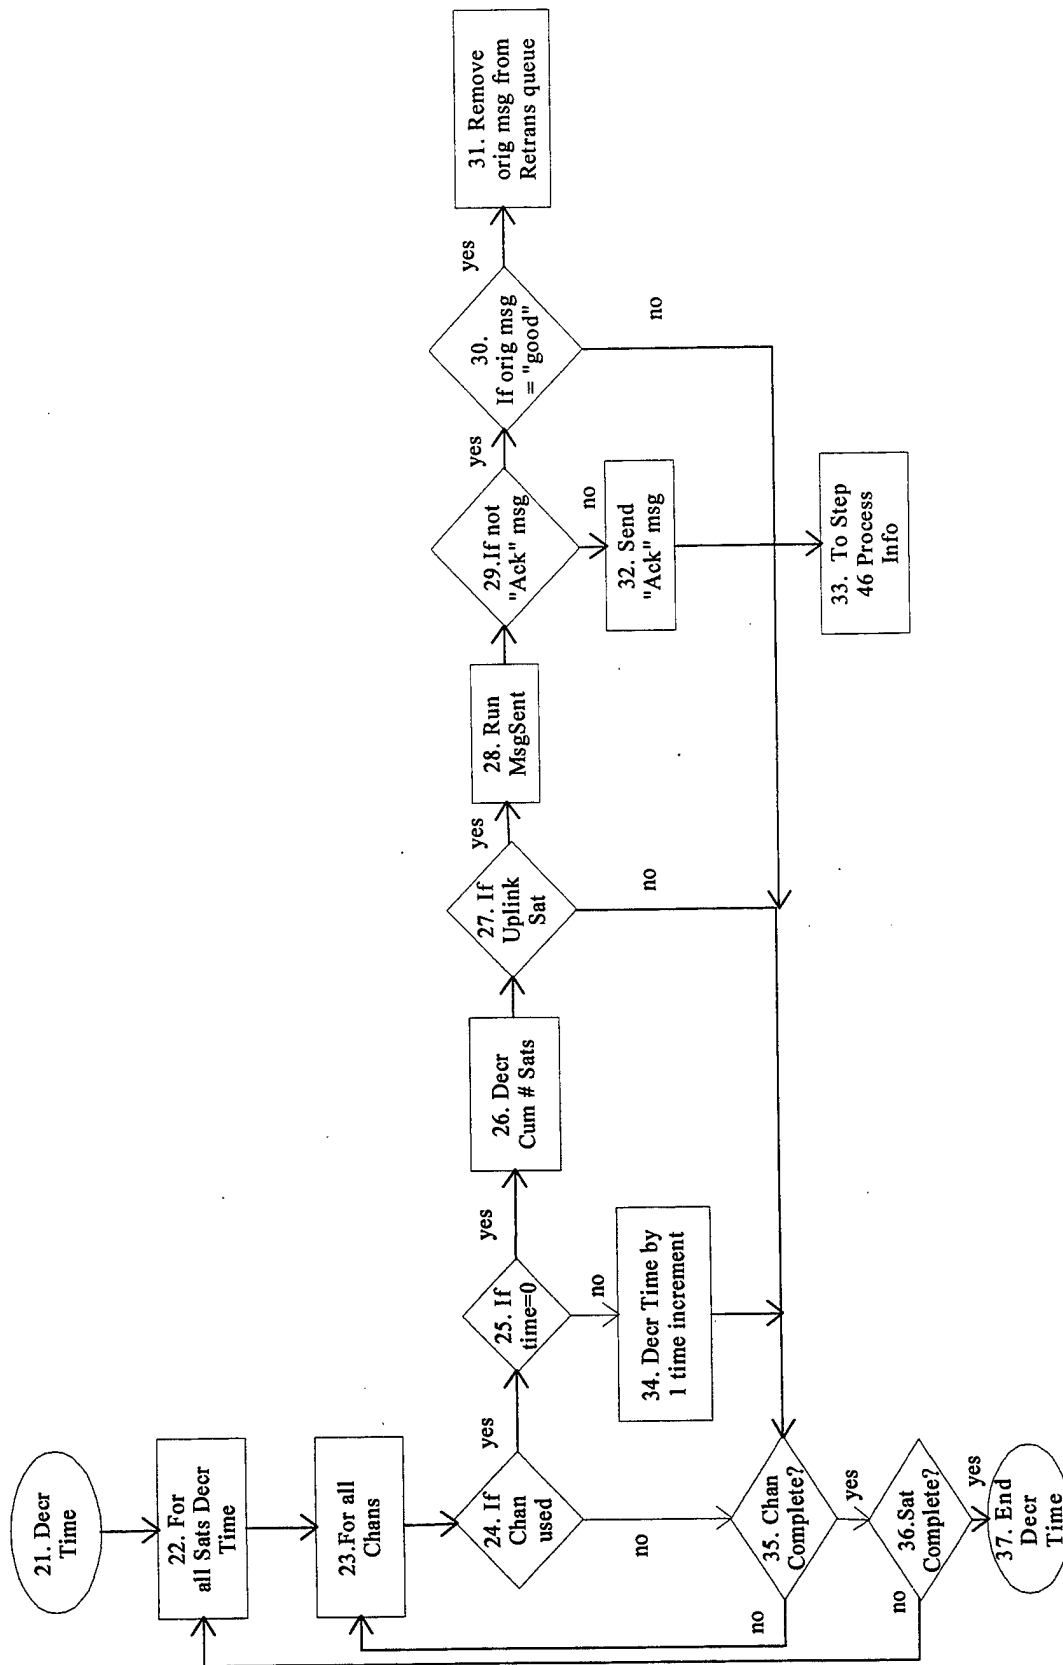 21. Decr
Time
22. For
all Sats Decr
Time
23.For all
Chans
24. If
Chan
used
yes
no
25. If
time=0
yes
no
26. Decr
Cum # Sats
27. If
Uplink
Sat
yes
no
28. Run
MsgSent
29.If not
"Ack" msg
yes
no
30.
If orig msg
= "good"
yes
no
31. Remove
orig msg from
Retrans queue
32. Send
"Ack" msg
33. To Step
46 Process
Info
34. Decr Time by
1 time increment
35. Chan
Complete?
no
yes
36.Sat
Complete?
no
yes
37. End
Decr
Time